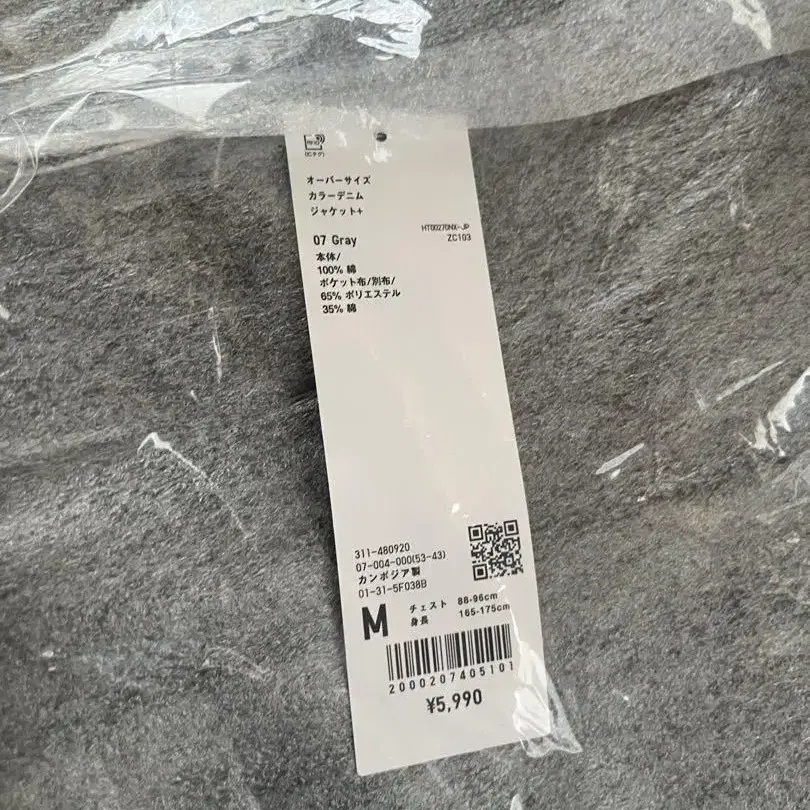 RFID
(ICタグ)
オーバーサイズ
カラーデニム
ジャケット+
HT00270NX-JP
07 Gray
ZC103
本体/
100% 綿
ポケット布/別布/
65% ポリエステル
35% 綿
311-480920
07-004-000(53-43)
カンボジア製
01-31-5F038B
M チェスト 88-96cm
身長 165-175cm
2000207405101
¥5,990